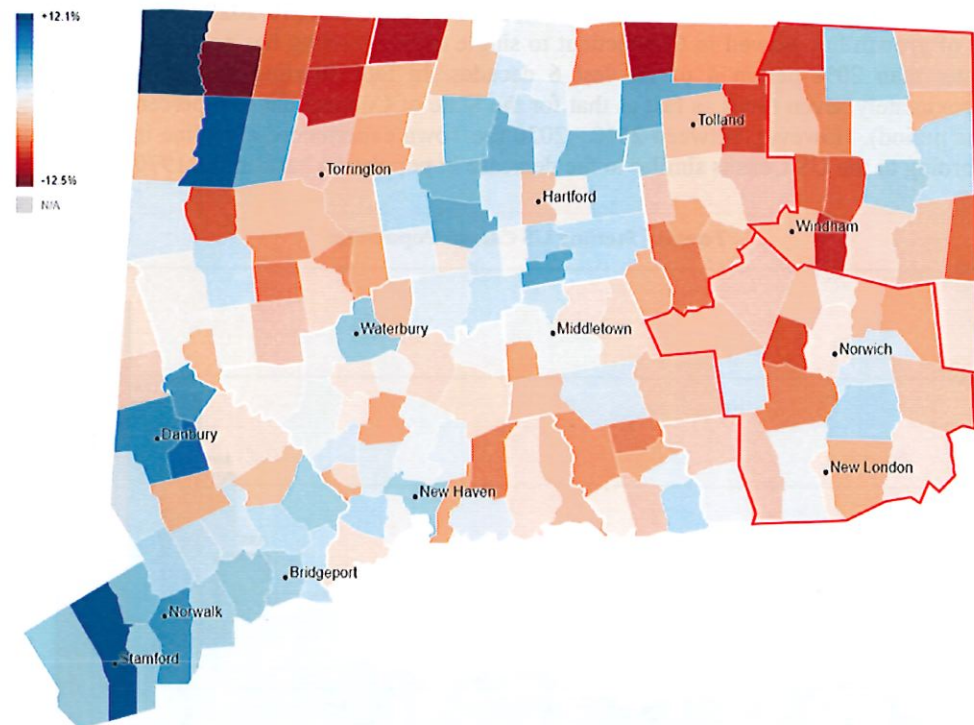 +12.1%
-12.5%
N/A
Tolland
Torrington
Hartford
Windham
Waterbury
Middletown
Norwich
Danbury
New London
New Haven
Bridgeport
Norwalk
Stamford